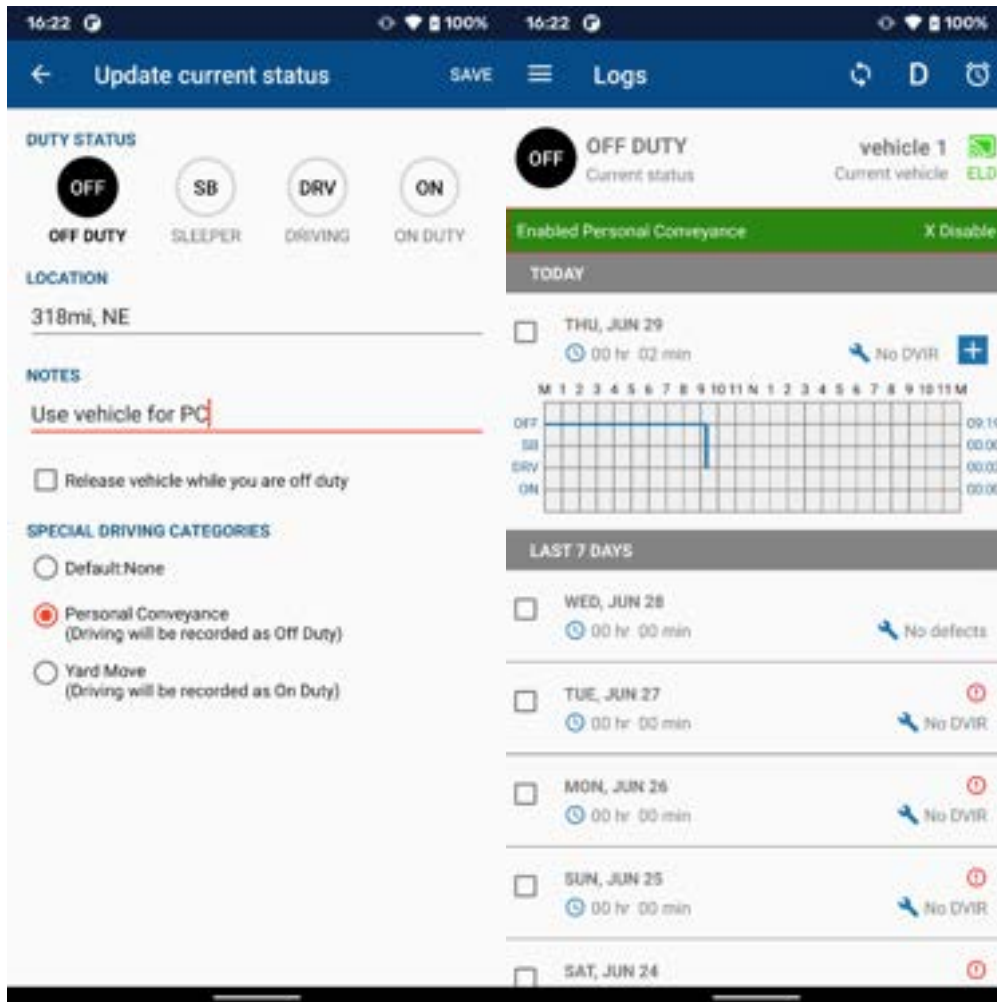 16:22 100%
Update current status SAVE
DUTY STATUS
OFF SB DRV ON
OFF DUTY SLEEPER DRIVING ON DUTY
LOCATION
318mi, NE
NOTES
Use vehicle for PC
Release vehicle while you are off duty
SPECIAL DRIVING CATEGORIES
Default:None
Personal Conveyance
(Driving will be recorded as Off Duty)
Yard Move
(Driving will be recorded as On Duty)
16:22 100%
Logs D
OFF OFF DUTY vehicle 1
Current status Current vehicle ELD
Enabled Personal Conveyance X Disable
TODAY
THU, JUN 29
00 hr 02 min No DVIR
M 1 2 3 4 5 6 7 8 9 10 11 N 1 2 3 4 5 6 7 8 9 10 11 M
OFF
SB
DRV
ON
LAST 7 DAYS
WED, JUN 28
00 hr 00 min No defects
TUE, JUN 27
00 hr 00 min No DVIR
MON, JUN 26
00 hr 00 min No DVIR
SUN, JUN 25
00 hr 00 min No DVIR
SAT, JUN 24